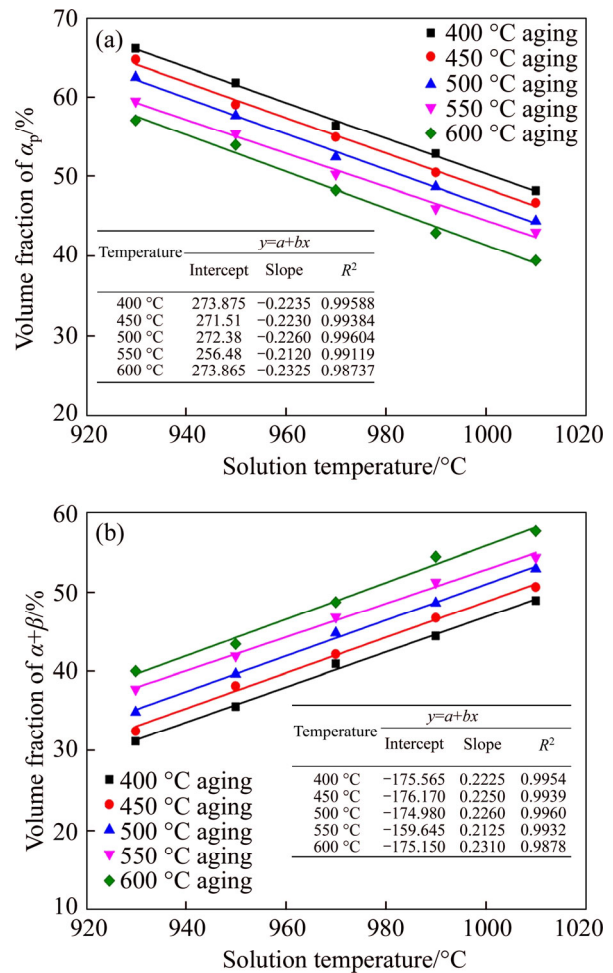 70
(a)
400 °C aging
450 °C aging
500 °C aging
550 °C aging
600 °C aging
60
50
40
30
20
Volume fraction of αp/%
Temperature y=a+bx
Intercept Slope R²
400 °C 273.875 −0.2235 0.99588
450 °C 271.51 −0.2230 0.99384
500 °C 272.38 −0.2260 0.99604
550 °C 256.48 −0.2120 0.99119
600 °C 273.865 −0.2325 0.98737
920 940 960 980 1000 1020
Solution temperature/°C
60
(b)
50
40
30
20
10
Volume fraction of α+β/%
Temperature y=a+bx
Intercept Slope R²
400 °C −175.565 0.2225 0.9954
450 °C −176.170 0.2250 0.9939
500 °C −174.980 0.2260 0.9960
550 °C −159.645 0.2125 0.9932
600 °C −175.150 0.2310 0.9878
400 °C aging
450 °C aging
500 °C aging
550 °C aging
600 °C aging
920 940 960 980 1000 1020
Solution temperature/°C